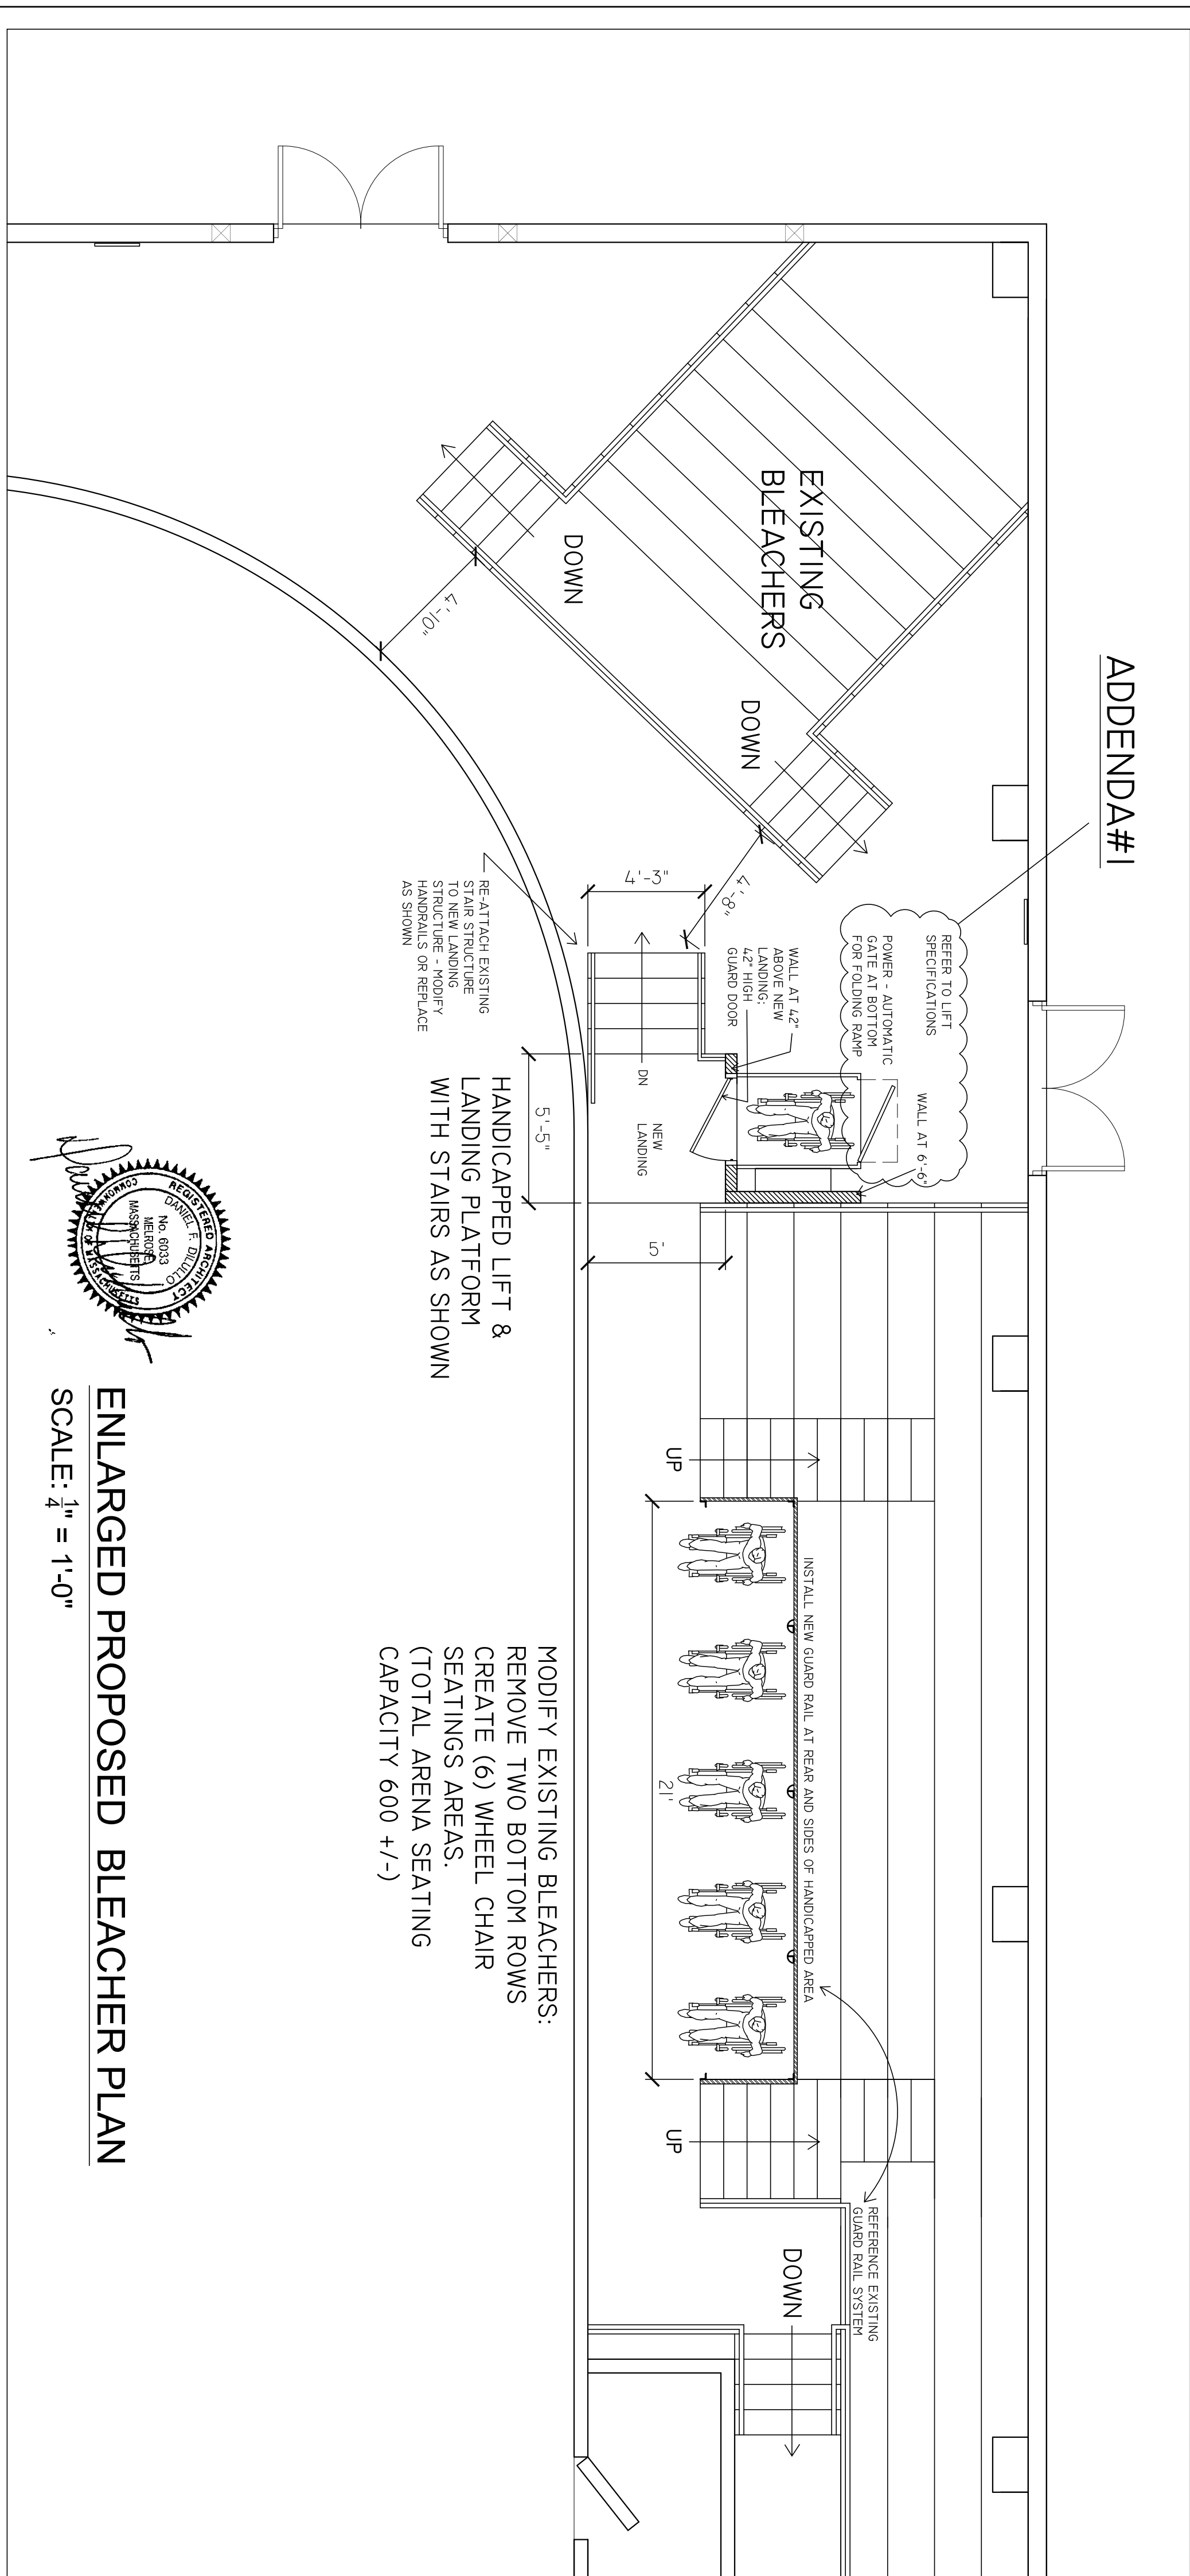 ADDENDA#1
REFER TO LIFT
SPECIFICATIONS
POWER - AUTOMATIC
GATE AT BOTTOM
FOR FOLDING RAMP
WALL AT 6'-6"
WALL AT 42"
ABOVE NEW
LANDING:
42" HIGH
GUARD DOOR
EXISTING
BLEACHERS
DOWN
DOWN
4'-10"
4'-8"
4'-3"
DN
NEW
LANDING
5'-5"
5'
RE-ATTACH EXISTING
STAIR STRUCTURE
TO NEW LANDING
STRUCTURE - MODIFY
HANDRAILS OR REPLACE
AS SHOWN
HANDICAPPED LIFT &
LANDING PLATFORM
WITH STAIRS AS SHOWN
UP
INSTALL NEW GUARD RAIL AT REAR AND SIDES OF HANDICAPPED AREA
21'
UP
REFERENCE EXISTING
GUARD RAIL SYSTEM
DOWN
MODIFY EXISTING BLEACHERS:
REMOVE TWO BOTTOM ROWS
CREATE (6) WHEEL CHAIR
SEATINGS AREAS.
(TOTAL ARENA SEATING
CAPACITY 600 +/-)
REGISTERED ARCHITECT
DANIEL F. DILULLO
No. 6033
MELROSE
MASSACHUSETTS
COMMONWEALTH OF MASSACHUSETTS
ENLARGED PROPOSED BLEACHER PLAN
SCALE: 1/4" = 1'-0"